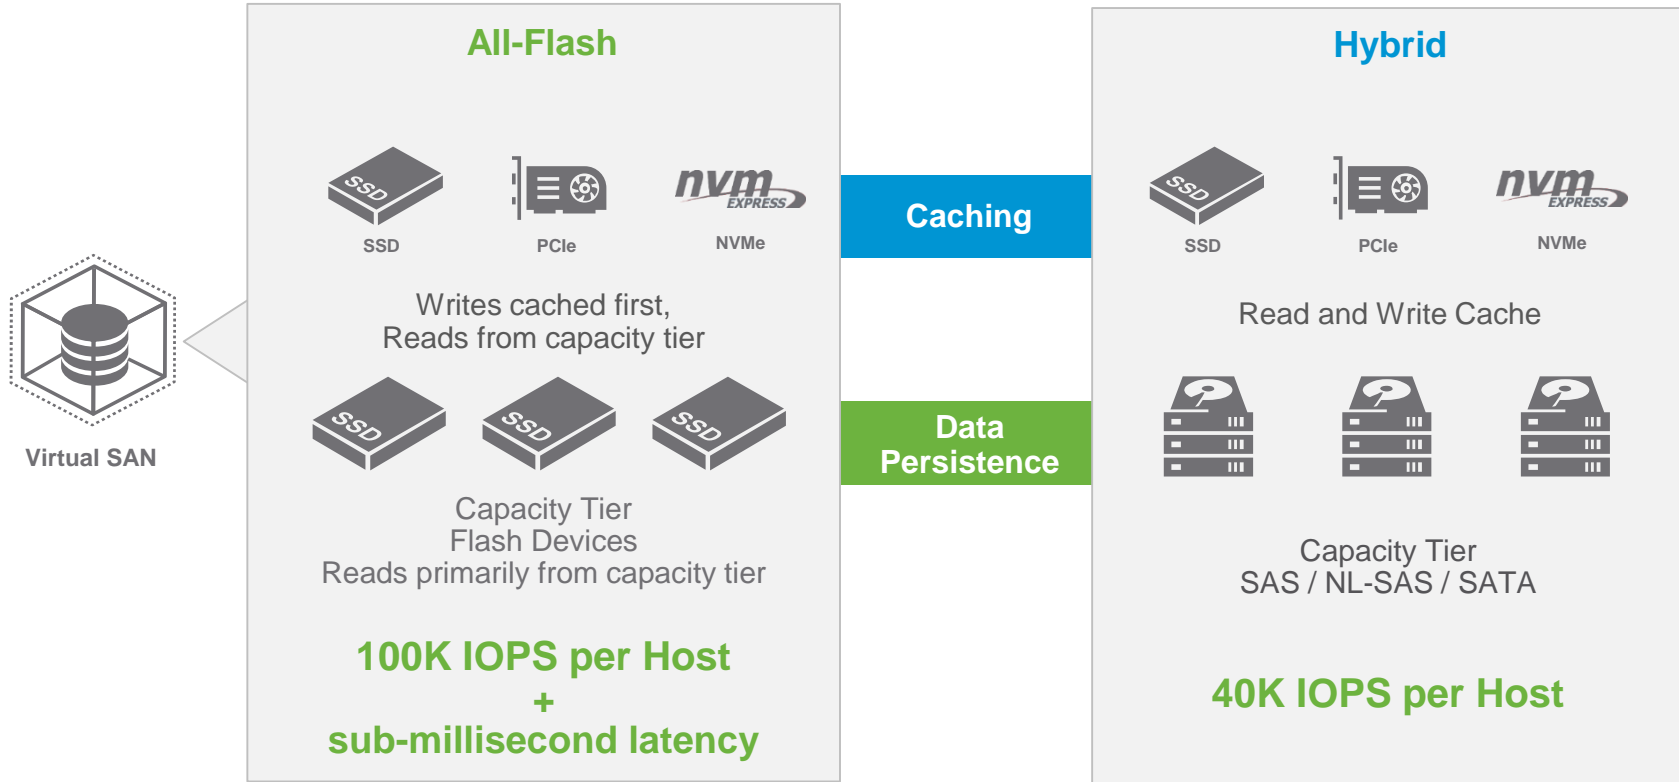 All-Flash
SSD
nvm
EXPRESS
SSD
PCIe
NVMe
Writes cached first,
Reads from capacity tier
SSD
SSD
SSD
Capacity Tier
Flash Devices
Reads primarily from capacity tier
100K IOPS per Host
+
sub-millisecond latency
Virtual SAN
Caching
Data
Persistence
Hybrid
SSD
nvm
EXPRESS
SSD
PCIe
NVMe
Read and Write Cache
Capacity Tier
SAS / NL-SAS / SATA
40K IOPS per Host